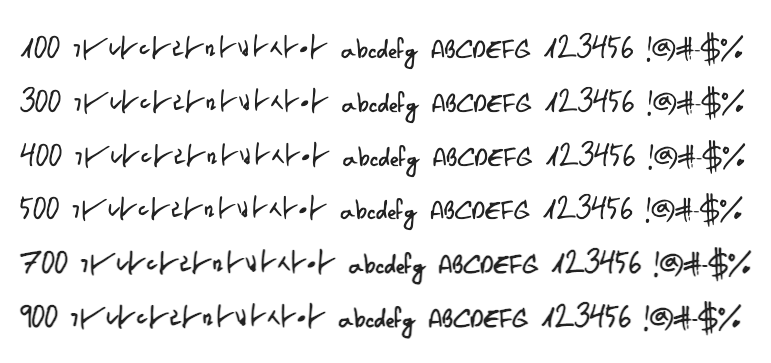 100 가나다라마바사아 abcdefg ABCDEFG 123456 !@#$%
300 가나다라마바사아 abcdefg ABCDEFG 123456 !@#$%
400 가나다라마바사아 abcdefg ABCDEFG 123456 !@#$%
500 가나다라마바사아 abcdefg ABCDEFG 123456 !@#$%
700 가나다라마바사아 abcdefg ABCDEFG 123456 !@#$%
900 가나다라마바사아 abcdefg ABCDEFG 123456 !@#$%